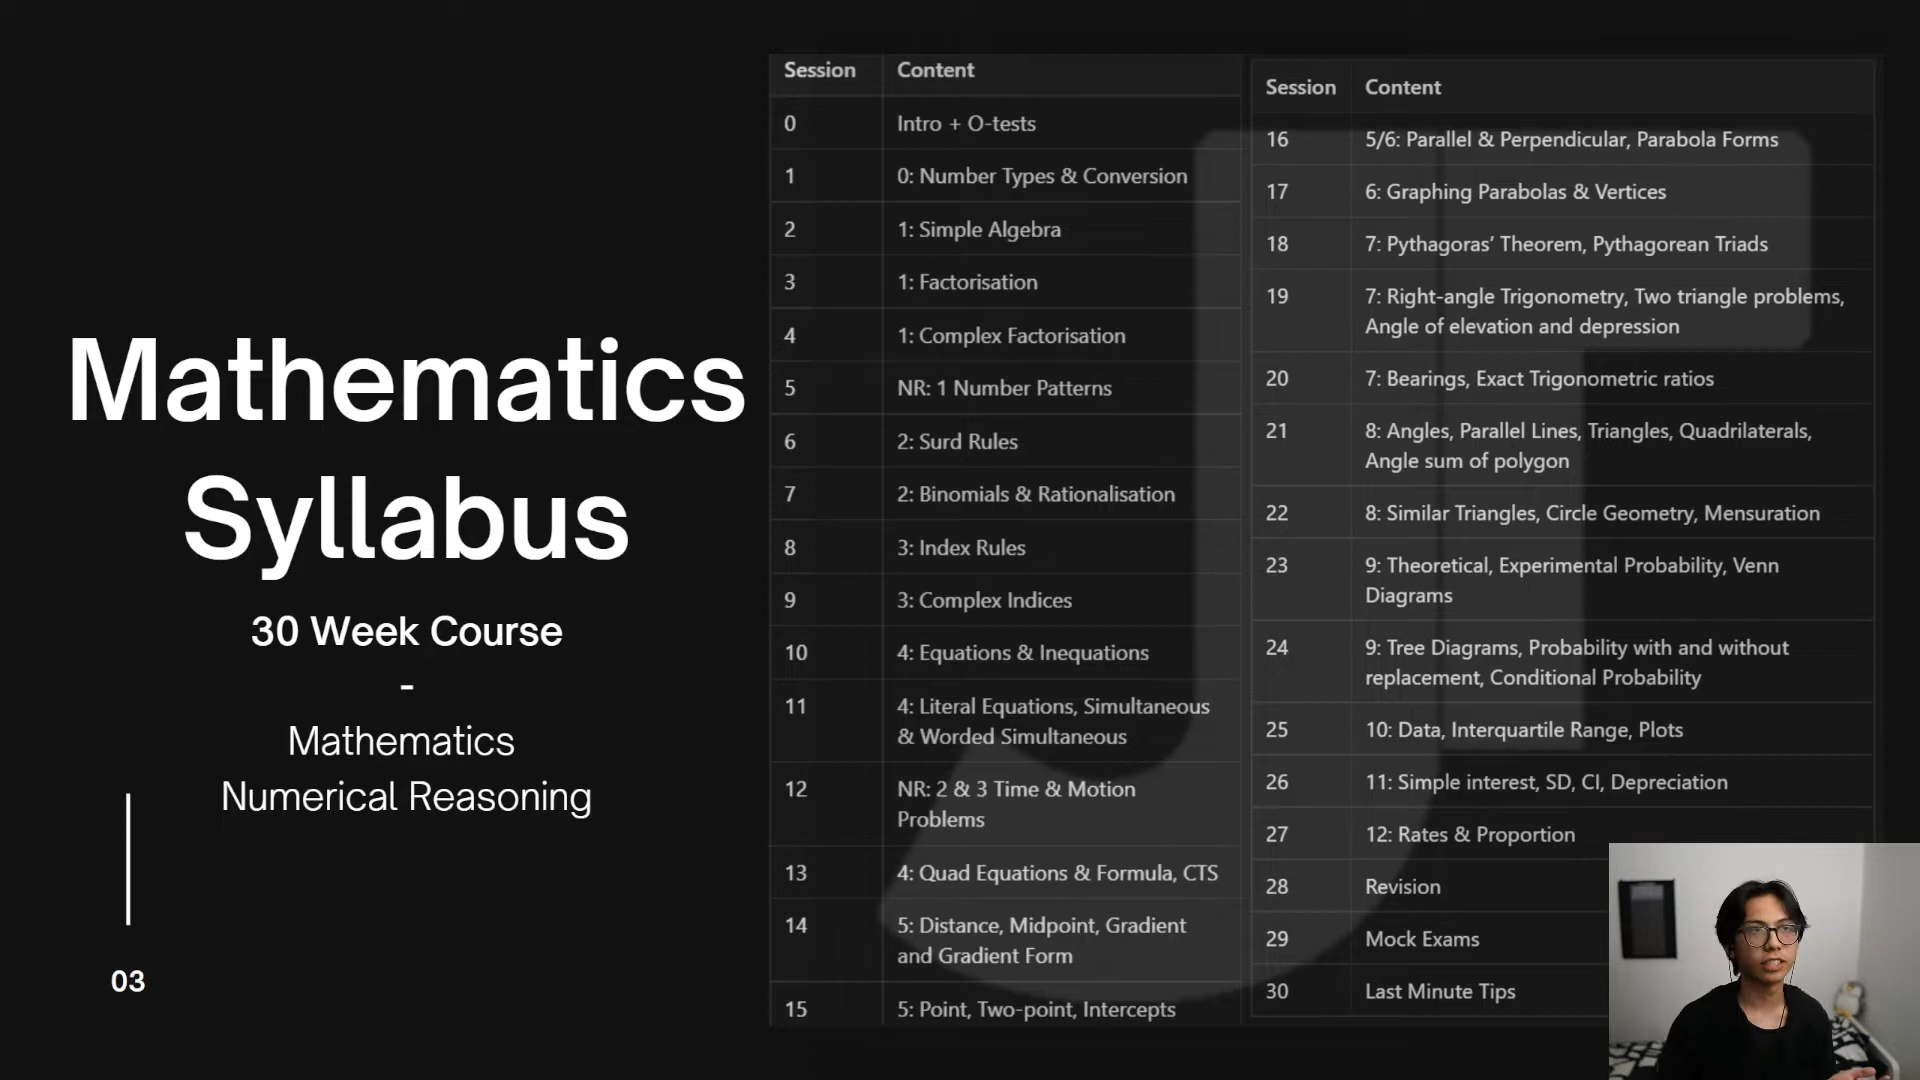 Mathematics
Syllabus
30 Week Course
-
Mathematics
Numerical Reasoning
03
Session Content
0 Intro + O-tests
1 0: Number Types & Conversion
2 1: Simple Algebra
3 1: Factorisation
4 1: Complex Factorisation
5 NR: 1 Number Patterns
6 2: Surd Rules
7 2: Binomials & Rationalisation
8 3: Index Rules
9 3: Complex Indices
10 4: Equations & Inequations
11 4: Literal Equations, Simultaneous
& Worded Simultaneous
12 NR: 2 & 3 Time & Motion
Problems
13 4: Quad Equations & Formula, CTS
14 5: Distance, Midpoint, Gradient
and Gradient Form
15 5: Point, Two-point, Intercepts
Session Content
16 5/6: Parallel & Perpendicular, Parabola Forms
17 6: Graphing Parabolas & Vertices
18 7: Pythagoras’ Theorem, Pythagorean Triads
19 7: Right-angle Trigonometry, Two triangle problems,
Angle of elevation and depression
20 7: Bearings, Exact Trigonometric ratios
21 8: Angles, Parallel Lines, Triangles, Quadrilaterals,
Angle sum of polygon
22 8: Similar Triangles, Circle Geometry, Mensuration
23 9: Theoretical, Experimental Probability, Venn
Diagrams
24 9: Tree Diagrams, Probability with and without
replacement, Conditional Probability
25 10: Data, Interquartile Range, Plots
26 11: Simple interest, SD, CI, Depreciation
27 12: Rates & Proportion
28 Revision
29 Mock Exams
30 Last Minute Tips